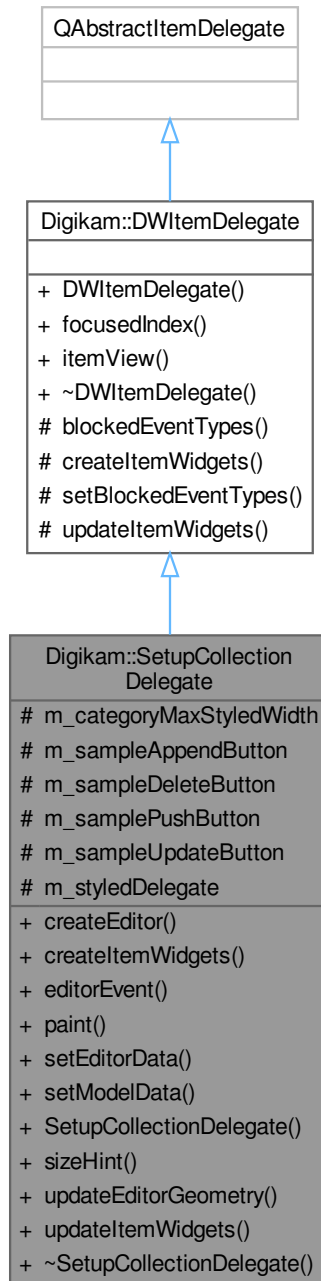 QAbstractItemDelegate
Digikam::DWItemDelegate
+ DWItemDelegate()
+ focusedIndex()
+ itemView()
+ ~DWItemDelegate()
# blockedEventTypes()
# createItemWidgets()
# setBlockedEventTypes()
# updateItemWidgets()
Digikam::SetupCollection
Delegate
# m_categoryMaxStyledWidth
# m_sampleAppendButton
# m_sampleDeleteButton
# m_samplePushButton
# m_sampleUpdateButton
# m_styledDelegate
+ createEditor()
+ createItemWidgets()
+ editorEvent()
+ paint()
+ setEditorData()
+ setModelData()
+ SetupCollectionDelegate()
+ sizeHint()
+ updateEditorGeometry()
+ updateItemWidgets()
+ ~SetupCollectionDelegate()